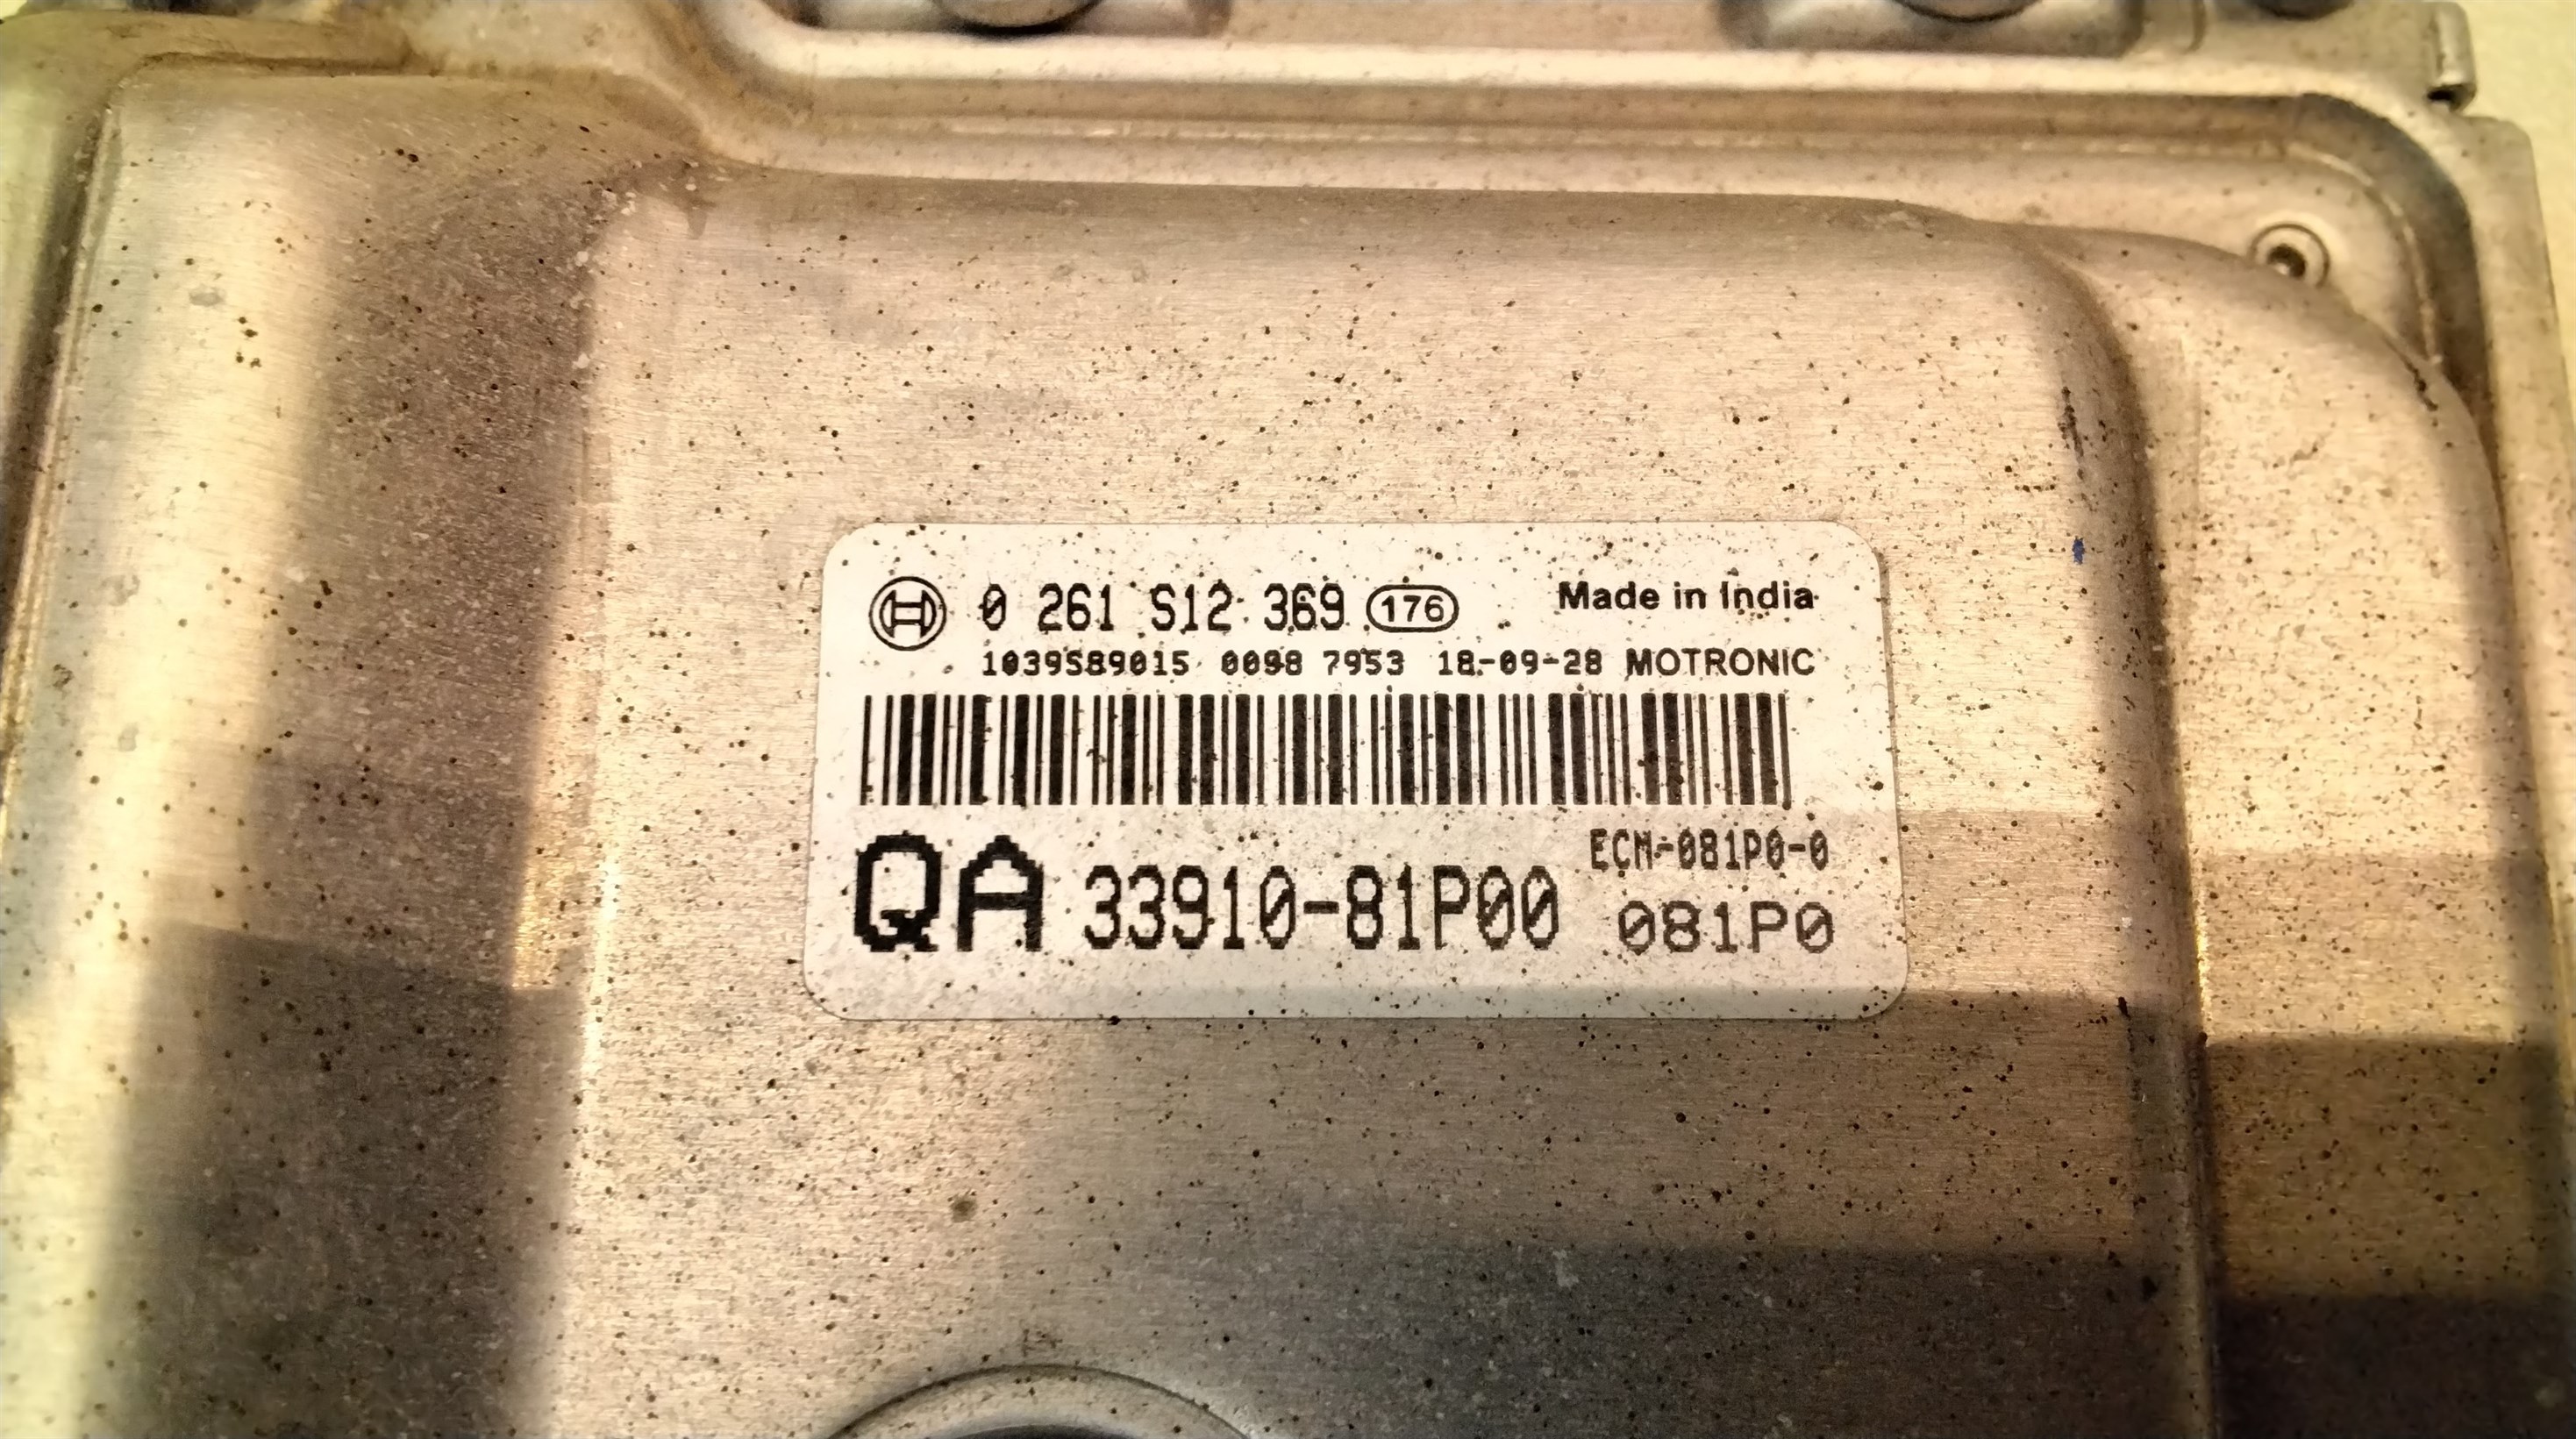 0 261 S12 369 176 Made in India
1039S89015 0098 7953 18-09-28 MOTRONIC
ECM-081P0-0
QA 33910-81P00 081P0